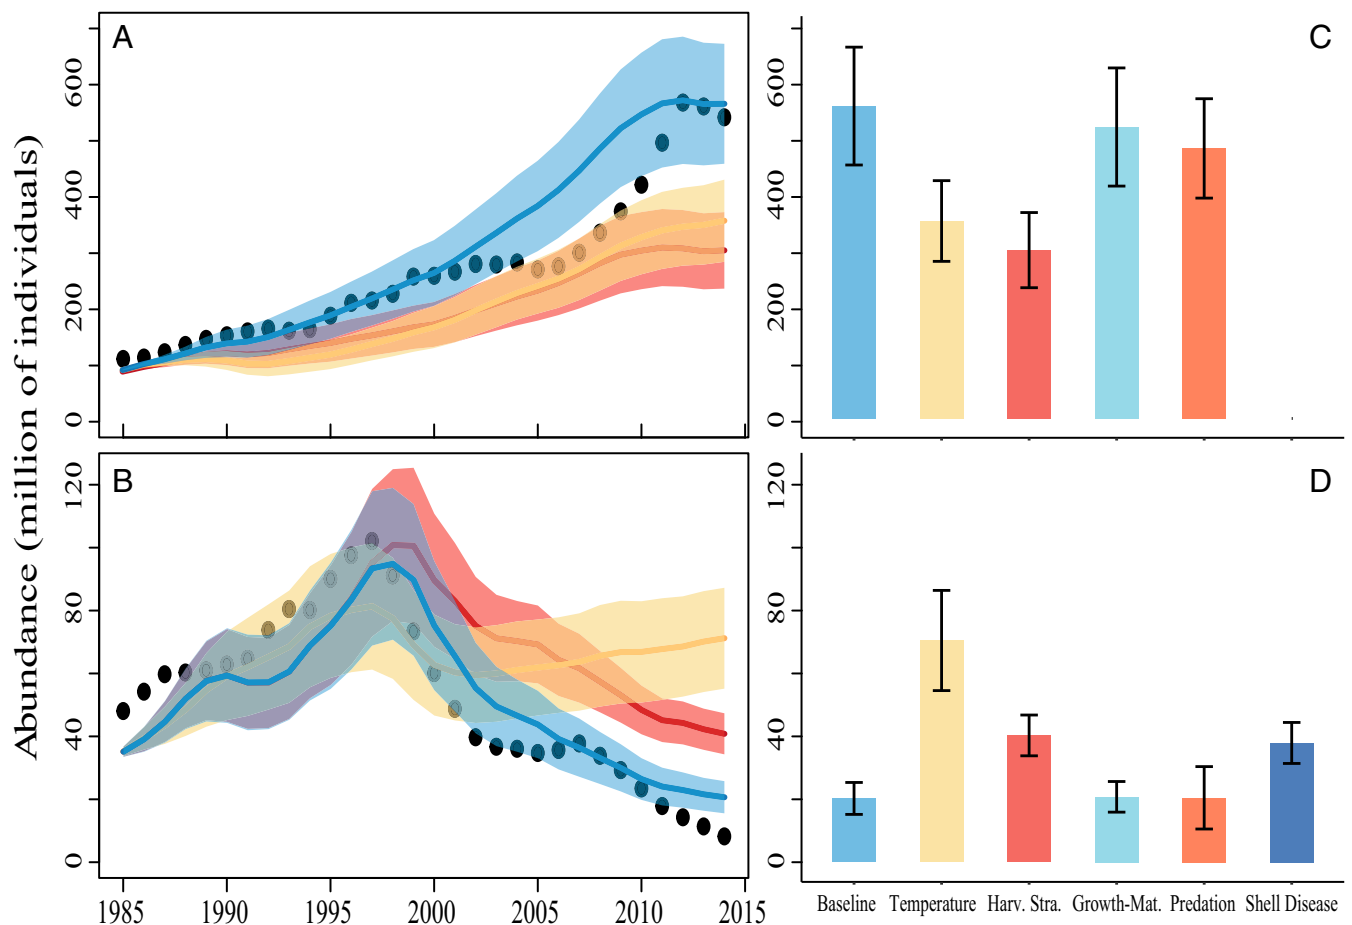 Abundance (million of individuals)
A
600
400
200
0
B
120
80
40
0
1985 1990 1995 2000 2005 2010 2015
C
600
400
200
0
D
120
80
40
0
Baseline Temperature Harv. Stra. Growth-Mat. Predation Shell Disease